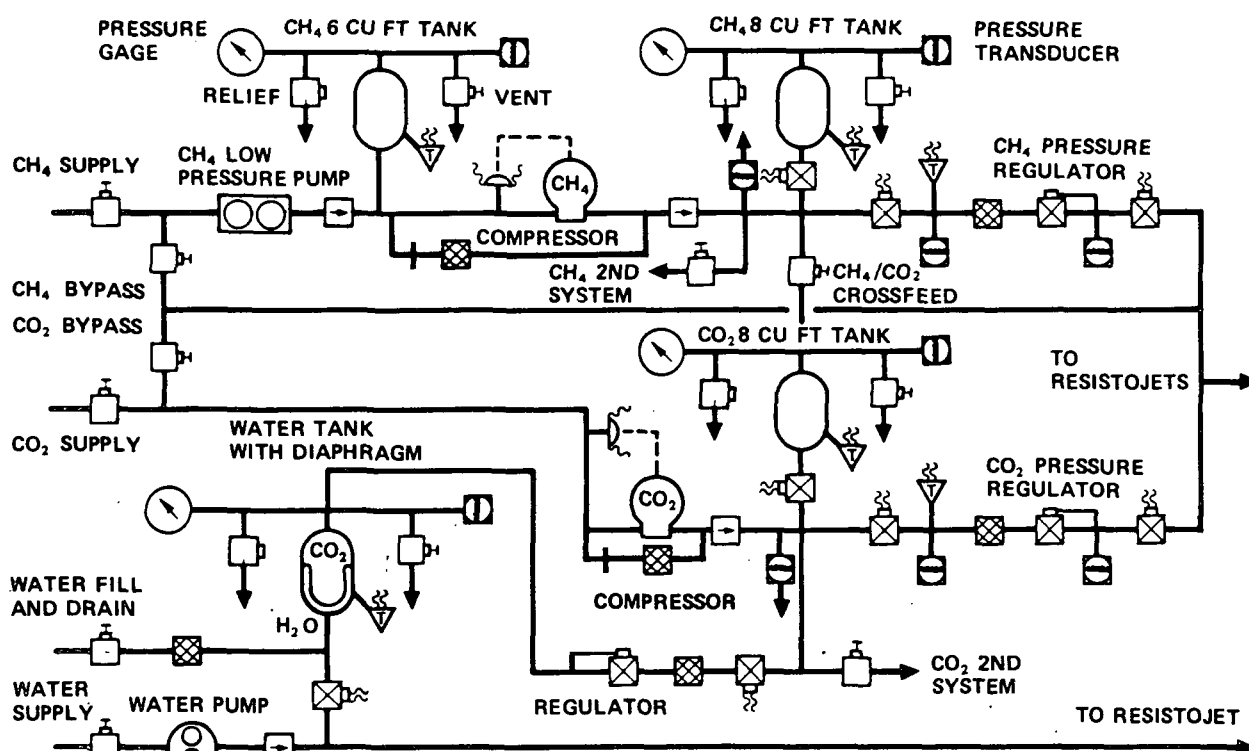 PRESSURE
GAGE
CH₄ 6 CU FT TANK
CH₄ 8 CU FT TANK
PRESSURE
TRANSDUCER
RELIEF
VENT
T
T
CH₄ SUPPLY
CH₄ LOW
PRESSURE PUMP
CH₄
T
CH₄ PRESSURE
REGULATOR
COMPRESSOR
CH₄ 2ND
SYSTEM
CH₄/CO₂
CROSSFEED
CH₄ BYPASS
CO₂ BYPASS
CO₂ 8 CU FT TANK
TO
RESISTOJETS
CO₂ SUPPLY
WATER TANK
WITH DIAPHRAGM
T
CO₂
T
CO₂ PRESSURE
REGULATOR
CO₂
WATER FILL
AND DRAIN
H₂O
T
COMPRESSOR
WATER
SUPPLY
WATER PUMP
REGULATOR
CO₂ 2ND
SYSTEM
TO RESISTOJET